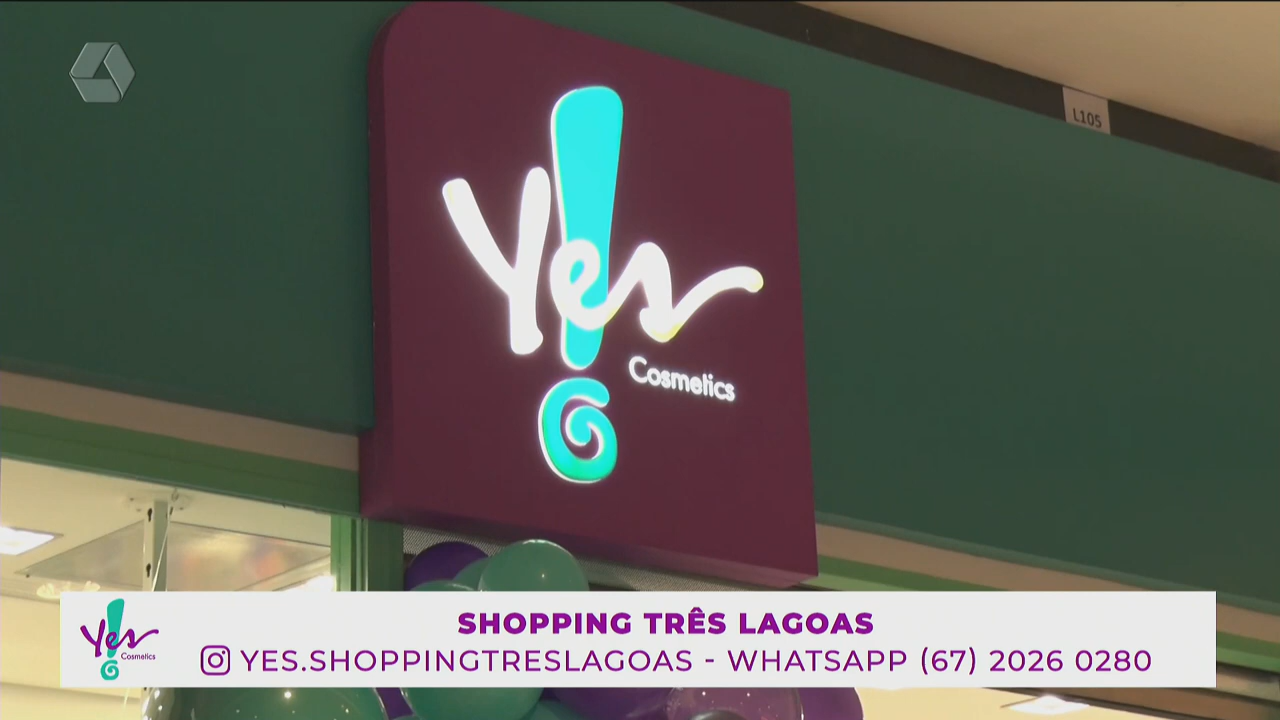 L105
Yes!
Cosmetics
SHOPPING TRÊS LAGOAS
Yes!
Cosmetics
YES.SHOPPINGTRESLAGOAS - WHATSAPP (67) 2026 0280